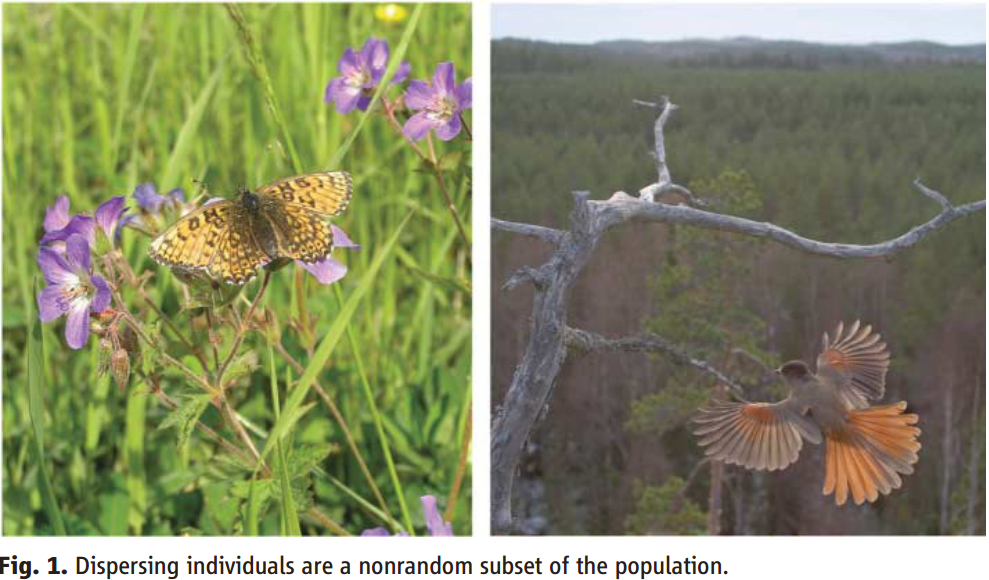 Fig. 1. Dispersing individuals are a nonrandom subset of the population.